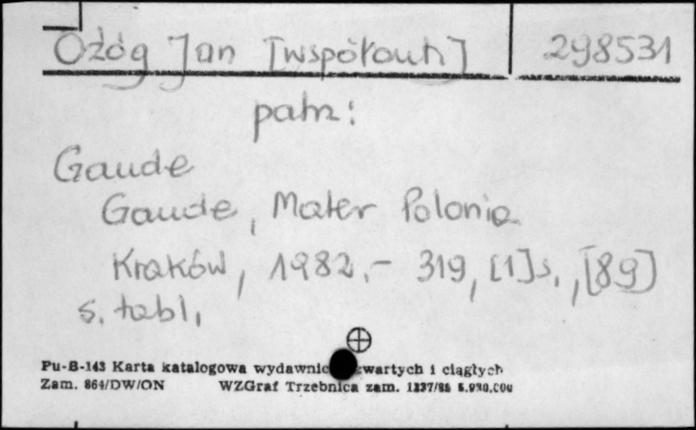 Ożóg Jan [współaut.] 298531
patrz:
Gaude
Gaude, Mater Polonia
Kraków, 1982.- 319, [1]s., [89]
s. tabl.
Pu-B-143 Karta katalogowa wydawnic zwartych i ciągłych
Zam. 864/DW/ON WZGraf Trzebnica zam.